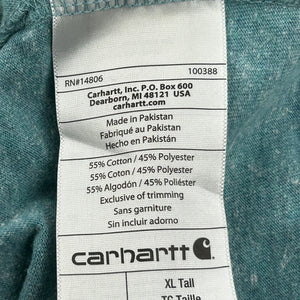 RN#14806 100388
Carhartt, Inc. P.O. Box 600
Dearborn, MI 48121 USA
carhartt.com
Made in Pakistan
Fabriqué au Pakistan
Hecho en Pakistán
55% Cotton / 45% Polyester
55% Coton / 45% Polyester
55% Algodón / 45% Poliéster
Exclusive of trimming
Sans garniture
Sin incluir adorno
carhartt
XL Tall
TG Taille